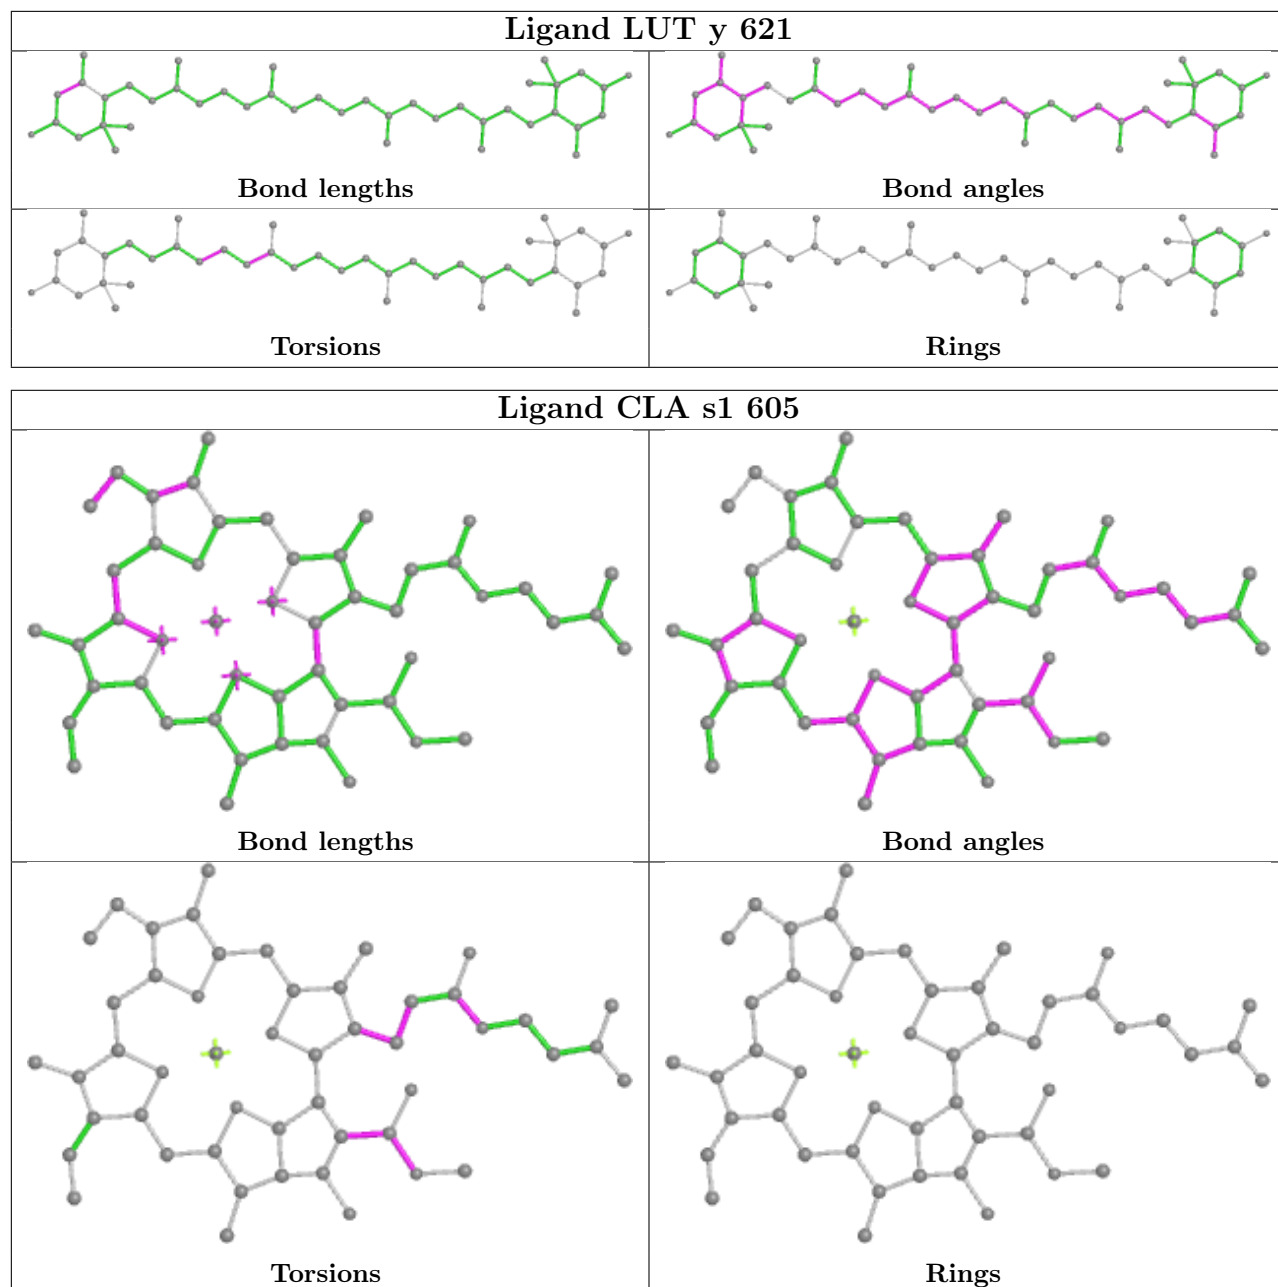 Ligand LUT y 621
Bond lengths
Bond angles
Torsions
Rings
Ligand CLA s1 605
Bond lengths
Bond angles
Torsions
Rings